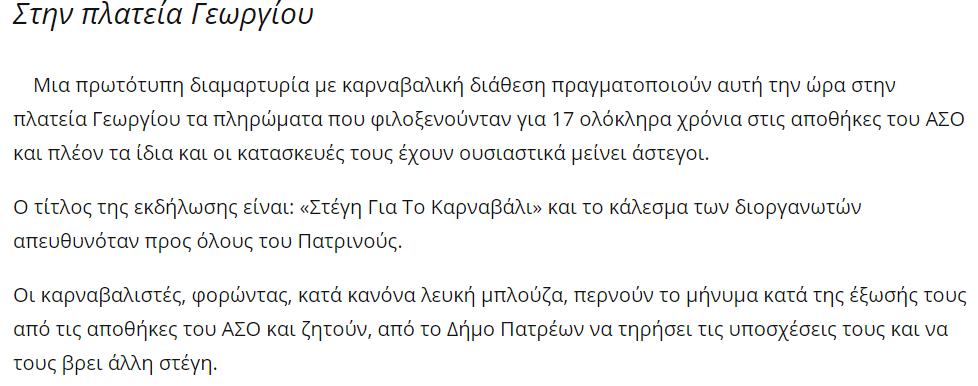 Στην πλατεία Γεωργίου
Μια πρωτότυπη διαμαρτυρία με καρναβαλική διάθεση πραγματοποιούν αυτή την ώρα στην
πλατεία Γεωργίου τα πληρώματα που φιλοξενούνταν για 17 ολόκληρα χρόνια στις αποθήκες του ΑΣΟ
και πλέον τα ίδια και οι κατασκευές τους έχουν ουσιαστικά μείνει άστεγοι.
Ο τίτλος της εκδήλωσης είναι: «Στέγη Για Το Καρναβάλι» και το κάλεσμα των διοργανωτών
απευθυνόταν προς όλους του Πατρινούς.
Οι καρναβαλιστές, φορώντας, κατά κανόνα λευκή μπλούζα, περνούν το μήνυμα κατά της έξωσής τους
από τις αποθήκες του ΑΣΟ και ζητούν, από το Δήμο Πατρέων να τηρήσει τις υποσχέσεις τους και να
τους βρει άλλη στέγη.